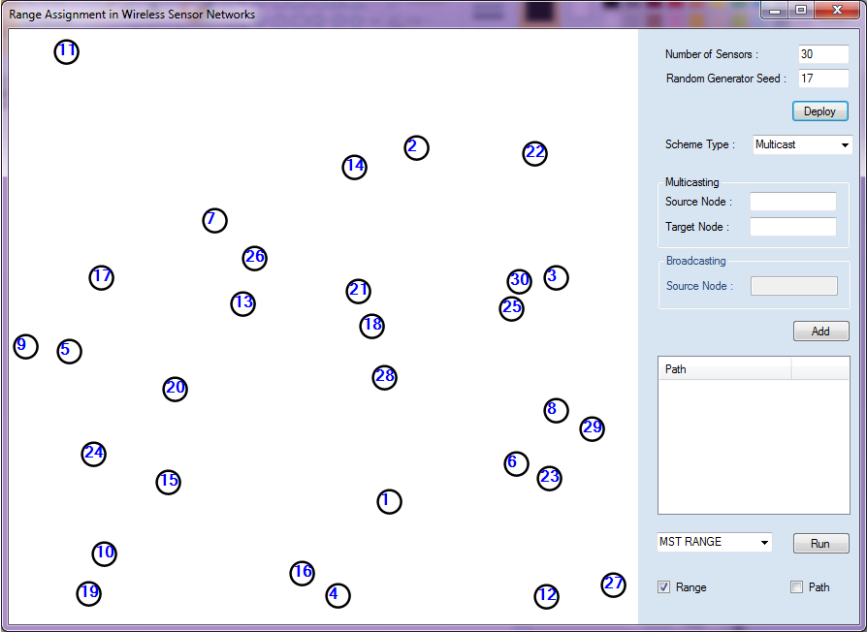 Range Assignment in Wireless Sensor Networks
11
2
22
14
7
26
17
21
30
3
13
25
18
9
5
28
20
8
29
24
6
23
15
1
10
16
27
19
4
12
Number of Sensors : 30
Random Generator Seed : 17
Deploy
Scheme Type : Multicast
Multicasting
Source Node :
Target Node :
Broadcasting
Source Node :
Add
Path
MST RANGE
Run
Range
Path